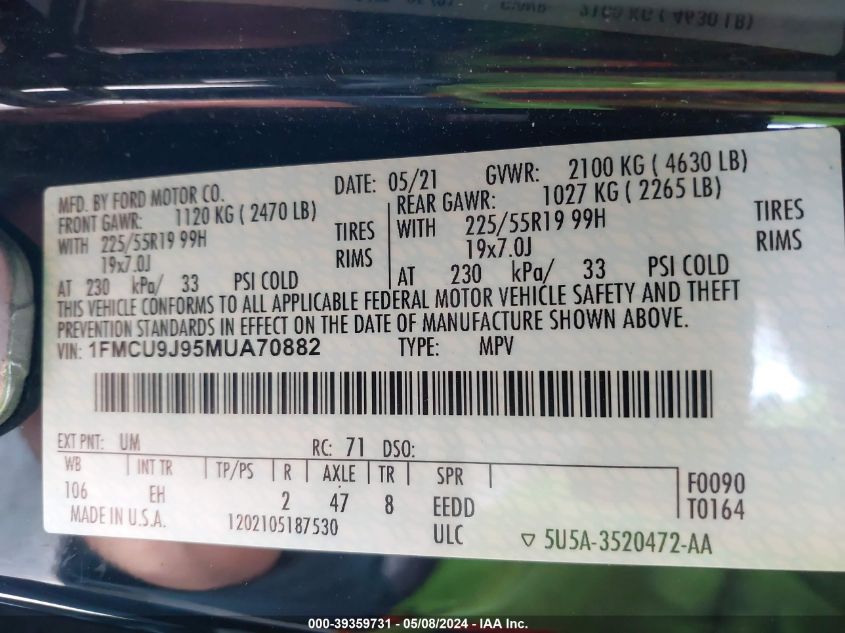 2100 KG ( 4630 LB)
MFD. BY FORD MOTOR CO. DATE: 05/21 GVWR: 2100 KG ( 4630 LB)
FRONT GAWR: 1120 KG ( 2470 LB) REAR GAWR: 1027 KG ( 2265 LB)
WITH 225/55R19 99H TIRES WITH 225/55R19 99H TIRES
19x7.0J RIMS 19x7.0J RIMS
AT 230 kPa/ 33 PSI COLD AT 230 kPa/ 33 PSI COLD
THIS VEHICLE CONFORMS TO ALL APPLICABLE FEDERAL MOTOR VEHICLE SAFETY AND THEFT
PREVENTION STANDARDS IN EFFECT ON THE DATE OF MANUFACTURE SHOWN ABOVE.
VIN: 1FMCU9J95MUA70882 TYPE: MPV
EXT PNT: UM RC: 71 DSO:
WB INT TR TP/PS R AXLE TR SPR F0090
106 EH 2 47 8 EEDD T0164
MADE IN U.S.A. 1202105187530 ULC ▽ 5U5A-3520472-AA
000-39359731 - 05/08/2024 - IAA Inc.